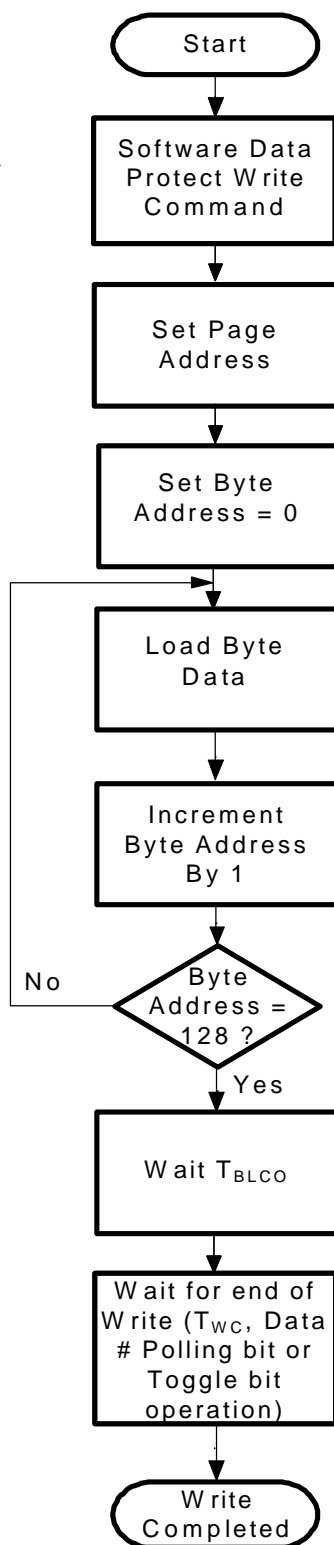 Start
Software Data
Protect Write
Command
Set Page
Address
Set Byte
Address = 0
Load Byte
Data
Increment
Byte Address
By 1
Byte
Address =
128 ?
No
Yes
Wait TBLCO
Wait for end of
Write (TWC, Data
# Polling bit or
Toggle bit
operation)
Write
Completed